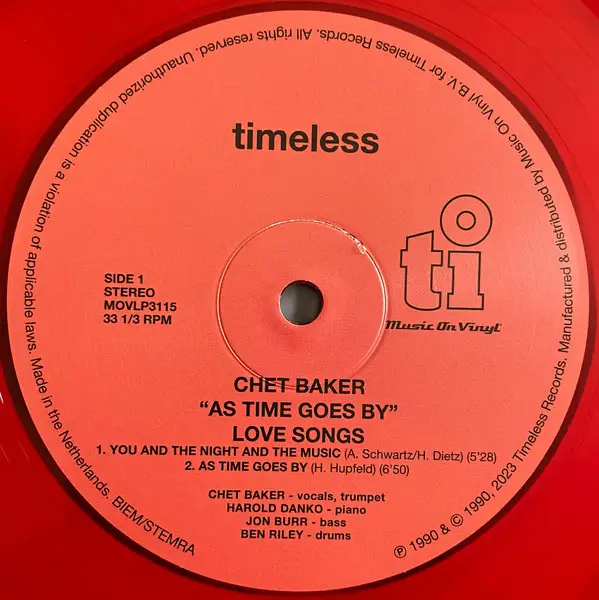 timeless
ti
Music On Vinyl
SIDE 1
STEREO
MOVLP3115
33 1/3 RPM
CHET BAKER
“AS TIME GOES BY”
LOVE SONGS
1. YOU AND THE NIGHT AND THE MUSIC (A. Schwartz/H. Dietz) (5'28)
2. AS TIME GOES BY (H. Hupfeld) (6'50)
CHET BAKER - vocals, trumpet
HAROLD DANKO - piano
JON BURR - bass
BEN RILEY - drums
℗ 1990 & © 1990, 2023 Timeless Records. Manufactured & distributed by Music On Vinyl B.V. for Timeless Records. All rights reserved. Unauthorized duplication is a violation of applicable laws. Made in the Netherlands. BIEM/STEMRA